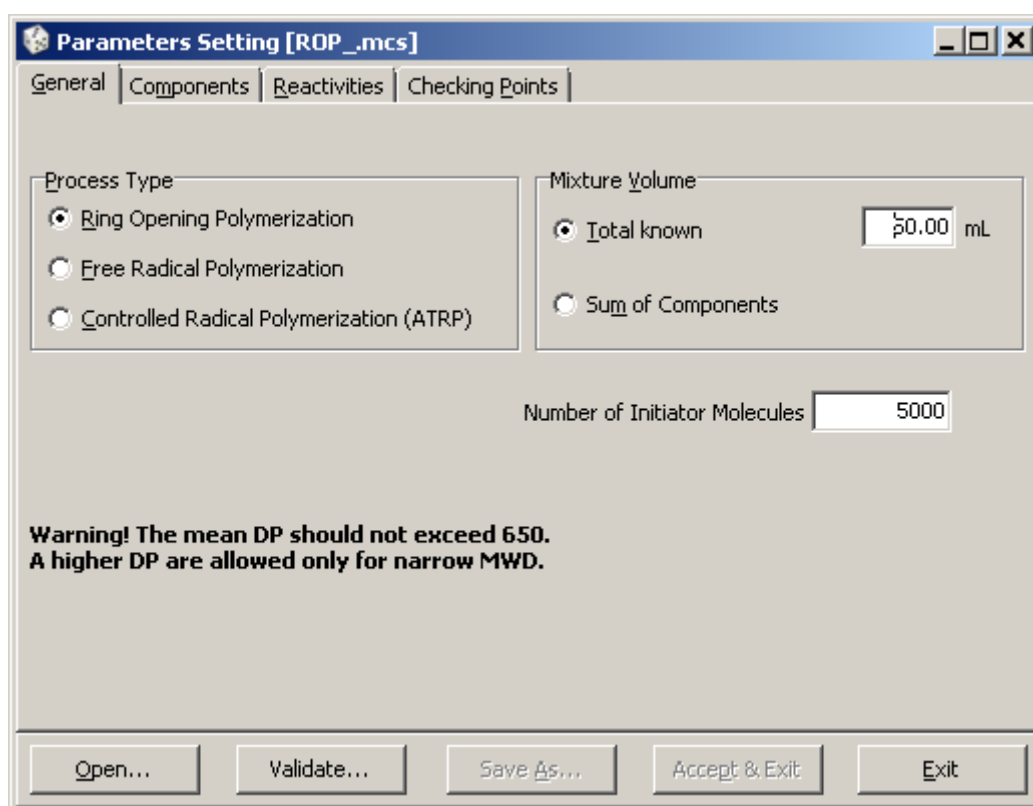 Parameters Setting [ROP_.mcs]
General Components Reactivities Checking Points
Process Type
Ring Opening Polymerization
Free Radical Polymerization
Controlled Radical Polymerization (ATRP)
Mixture Volume
Total known mL
Sum of Components
Number of Initiator Molecules 5000
Warning! The mean DP should not exceed 650.
A higher DP are allowed only for narrow MWD.
Open... Validate... Save As... Accept & Exit Exit